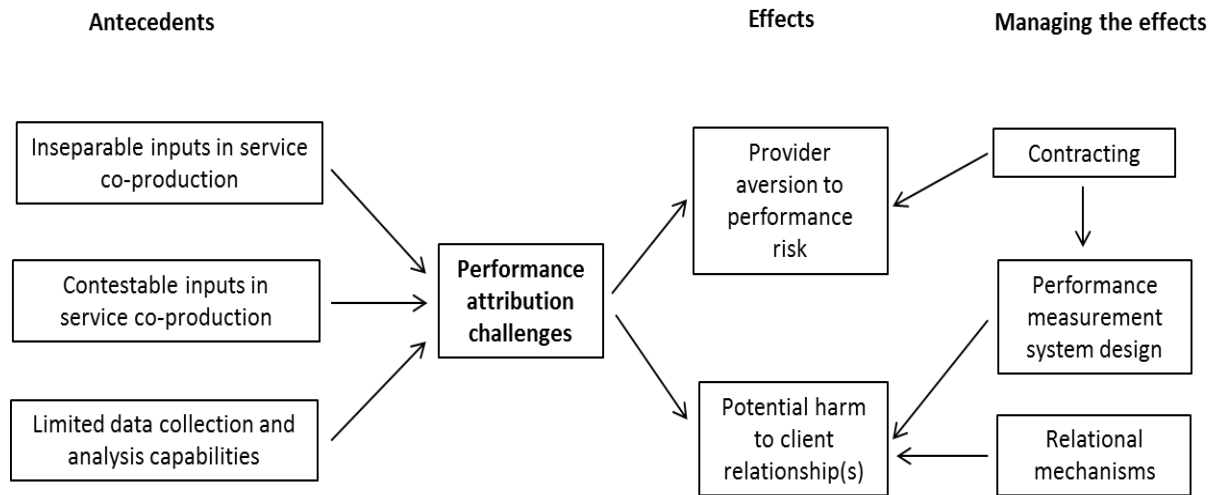 Antecedents
Effects
Managing the effects
Inseparable inputs in service
co-production
Contestable inputs in
service co-production
Limited data collection and
analysis capabilities
Performance
attribution
challenges
Provider
aversion to
performance
risk
Potential harm
to client
relationship(s)
Contracting
Performance
measurement
system design
Relational
mechanisms